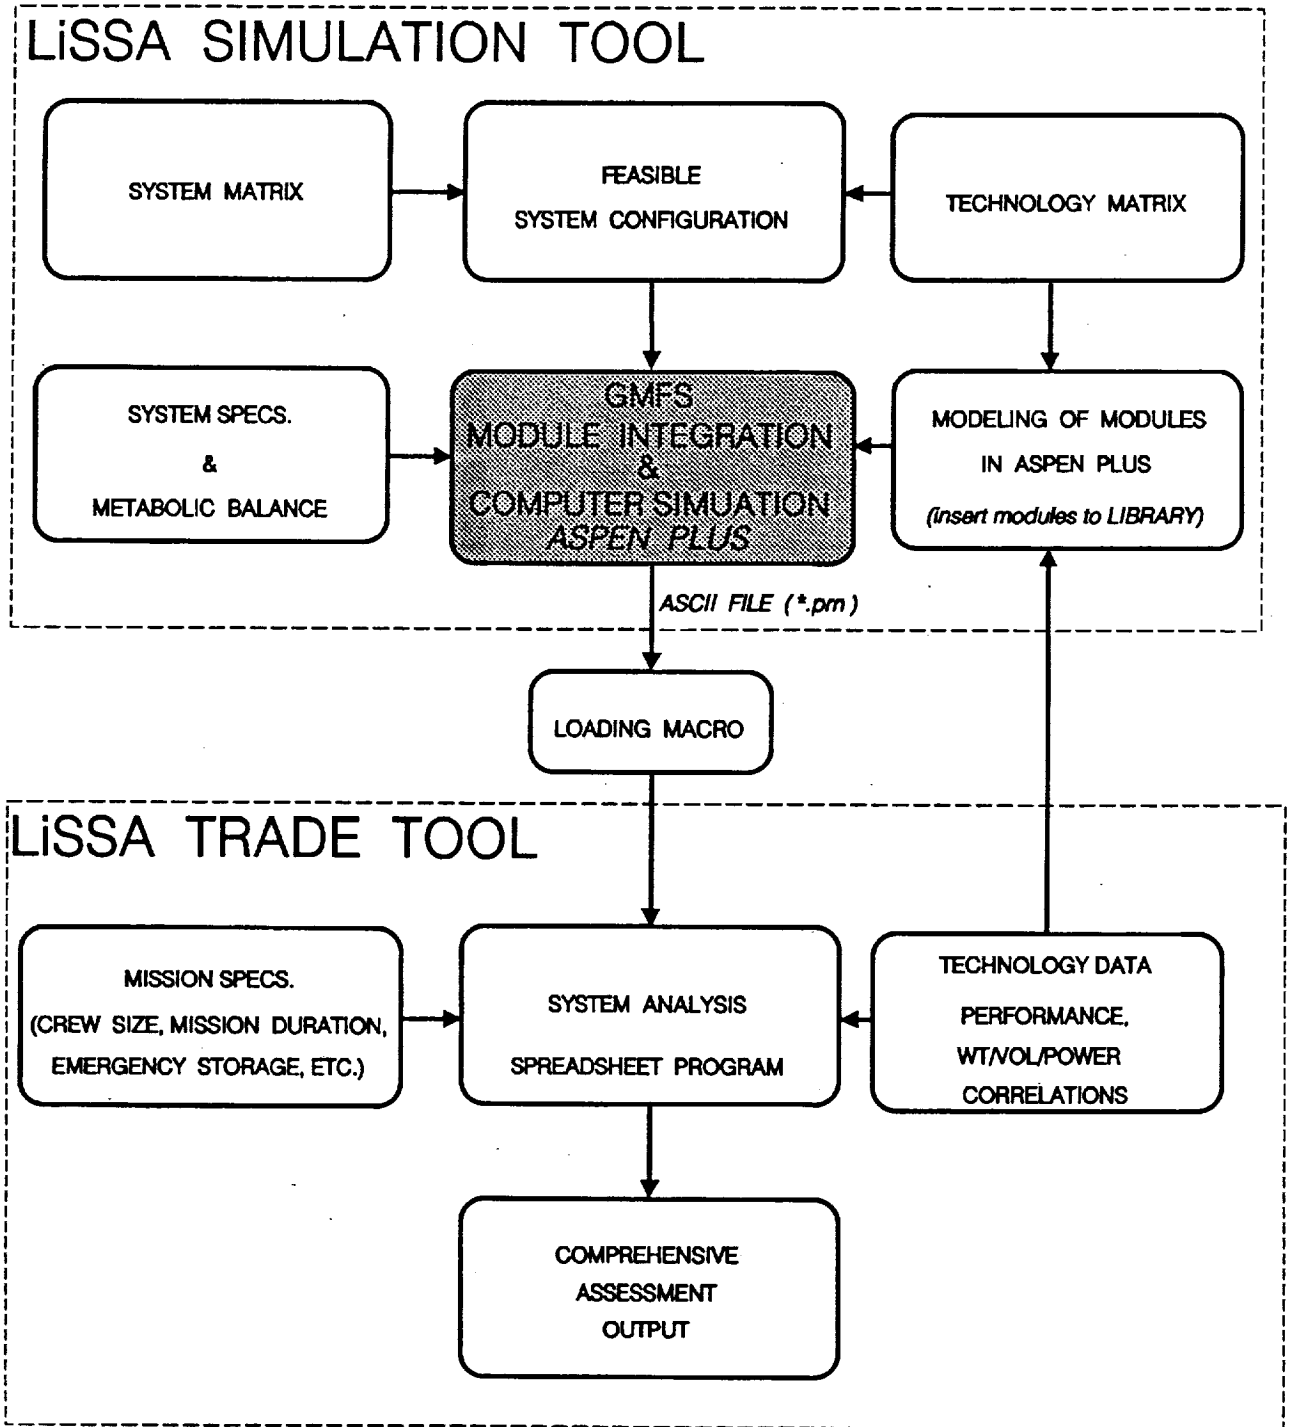 LiSSA SIMULATION TOOL
SYSTEM MATRIX
FEASIBLE
SYSTEM CONFIGURATION
TECHNOLOGY MATRIX
SYSTEM SPECS.
&
METABOLIC BALANCE
GMFS
MODULE INTEGRATION
&
COMPUTER SIMUATION
ASPEN PLUS
MODELING OF MODULES
IN ASPEN PLUS
(insert modules to LIBRARY)
ASCII FILE (*.prn)
LOADING MACRO
LiSSA TRADE TOOL
MISSION SPECS.
(CREW SIZE, MISSION DURATION,
EMERGENCY STORAGE, ETC.)
SYSTEM ANALYSIS
SPREADSHEET PROGRAM
TECHNOLOGY DATA
PERFORMANCE,
WT/VOL/POWER
CORRELATIONS
COMPREHENSIVE
ASSESSMENT
OUTPUT